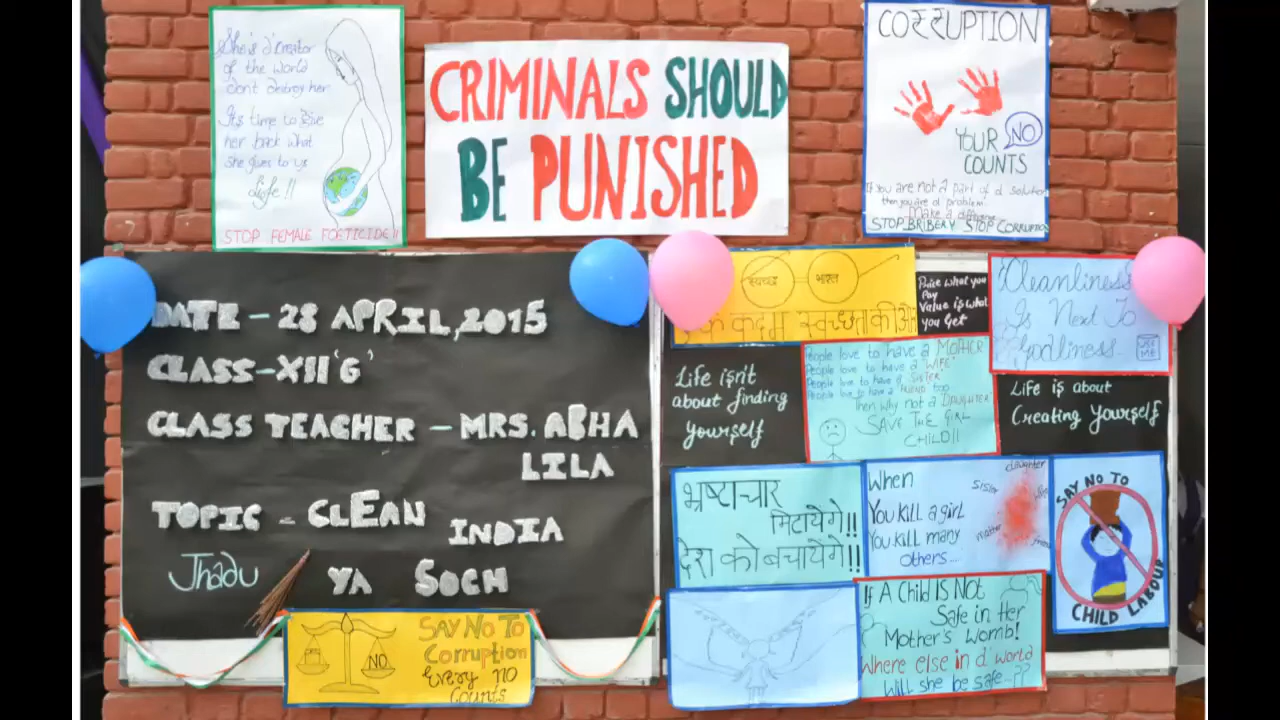 She is d' Creator
of the world
don't destroy her
Its time to give
her back what
she gives to us
Life !!
STOP FEMALE FOETICIDE !!
CRIMINALS SHOULD
BE PUNISHED
CORRUPTION
YOUR NO
COUNTS
If you are not a part of d' solution
then you are d' problem.
Make a difference
STOP BRIBERY STOP CORRUPTION
DATE - 28 APRIL, 2015
CLASS-XII 'G'
CLASS TEACHER - MRS. ABHA
LILA
TOPIC - CLEAN INDIA
Jhadu YA SOCH
SAY NO TO
Corruption
Every NO
Counts
NO
स्वच्छ भारत
एक कदम स्वच्छता की ओर
Price what you
Pay
Value is what
you Get
Cleanliness
Is Next To
Godliness..
USE
ME
Life isn't
about finding
yourself
People love to have a MOTHER
People love to have a "WIFE"
People love to have a SISTER
People love to have a FRIEND too
then why not a DAUGHTER
SAVE THE GIRL
CHILD!!
Life is about
Creating yourself
भ्रष्टाचार
मिटायेगे!!
देश को बचायेगे!!
When
You kill a girl
You kill many
others....
daughter
Sister
wife
mother
SAY NO TO
CHILD LABOUR
If A Child IS Not
Safe in Her
Mother's Womb!
Where else in d' world
Will she be safe..??